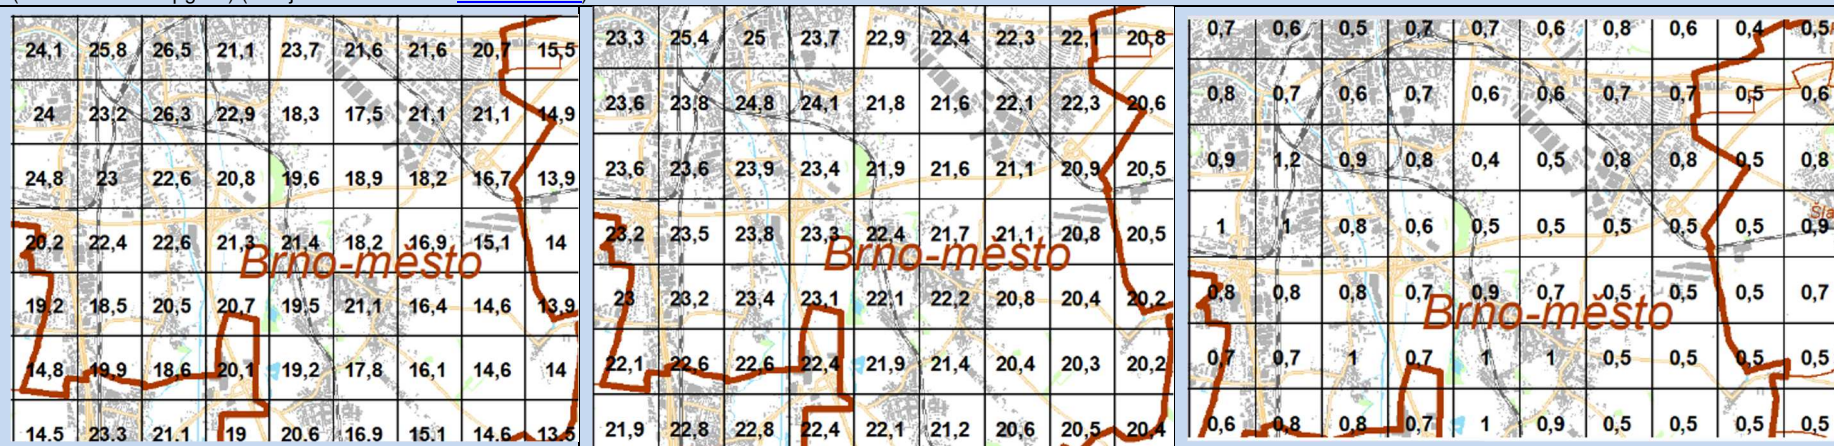 24,1 25,8 26,5 21,1 23,7 21,6 21,6 20,7 15,5
24 23,2 26,3 22,9 18,3 17,5 21,1 21,1 14,9
24,8 23 22,6 20,8 19,6 18,9 18,2 16,7 13,9
20,2 22,4 22,6 21,3 21,4 18,2 16,9 15,1 14
Brno-město
19,2 18,5 20,5 20,7 19,5 21,1 16,4 14,6 13,9
14,8 19,9 18,6 20,1 19,2 17,8 16,1 14,6 14
14,5 23,3 21,1 19 20,6 16,9 15,1 14,6 13,5
23,3 25,4 25 23,7 22,9 22,4 22,3 22,1 20,8
23,6 23,8 24,8 24,1 21,8 21,6 22,1 22,3 20,6
23,6 23,6 23,9 23,4 21,9 21,6 21,1 20,9 20,5
23,2 23,5 23,8 23,3 22,4 21,7 21,1 20,8 20,5
Brno-město
23 23,2 23,4 23,1 22,1 22,2 20,8 20,4 20,2
22,1 22,6 22,6 22,4 21,9 21,4 20,4 20,3 20,2
21,9 22,8 22,8 22,4 22,1 21,2 20,6 20,5 20,4
0,7 0,6 0,5 0,7 0,7 0,6 0,8 0,6 0,4 0,5
0,8 0,7 0,6 0,7 0,6 0,6 0,7 0,7 0,5 0,6
0,9 1,2 0,9 0,8 0,4 0,5 0,8 0,8 0,5 0,8
Šla
1 1 0,8 0,6 0,5 0,5 0,5 0,5 0,5 0,9
0,8 0,8 0,8 0,7 0,9 0,7 0,5 0,5 0,5 0,7
Brno-město
0,7 0,7 1 0,7 1 1 0,5 0,5 0,5 0,5
0,6 0,8 0,8 0,7 1 0,9 0,5 0,5 0,5 0,5